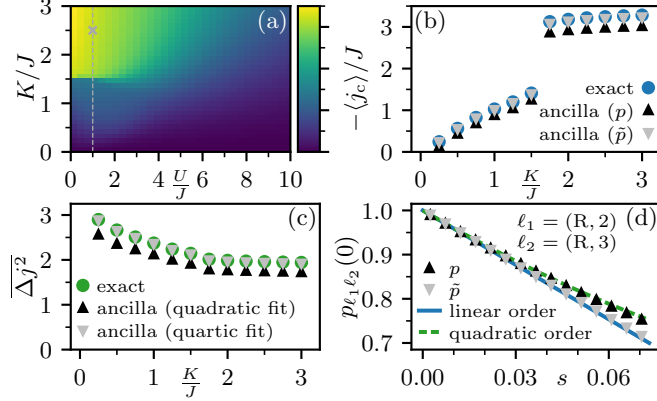 (a)
3
2
1
0
K/J
0 2 4 6 8 10
U/J
(b)
3
2
1
0
−⟨j_c⟩/J
exact
ancilla (p)
ancilla (p̃)
0 1 2 3
K/J
(c)
3
2
1
0
\overline{Δj²}
exact
ancilla (quadratic fit)
ancilla (quartic fit)
0 1 2 3
K/J
(d)
1.0
0.9
0.8
0.7
p_{ℓ₁ℓ₂}(0)
ℓ₁ = (R, 2)
ℓ₂ = (R, 3)
p
p̃
linear order
quadratic order
0.00 0.03 0.06
s